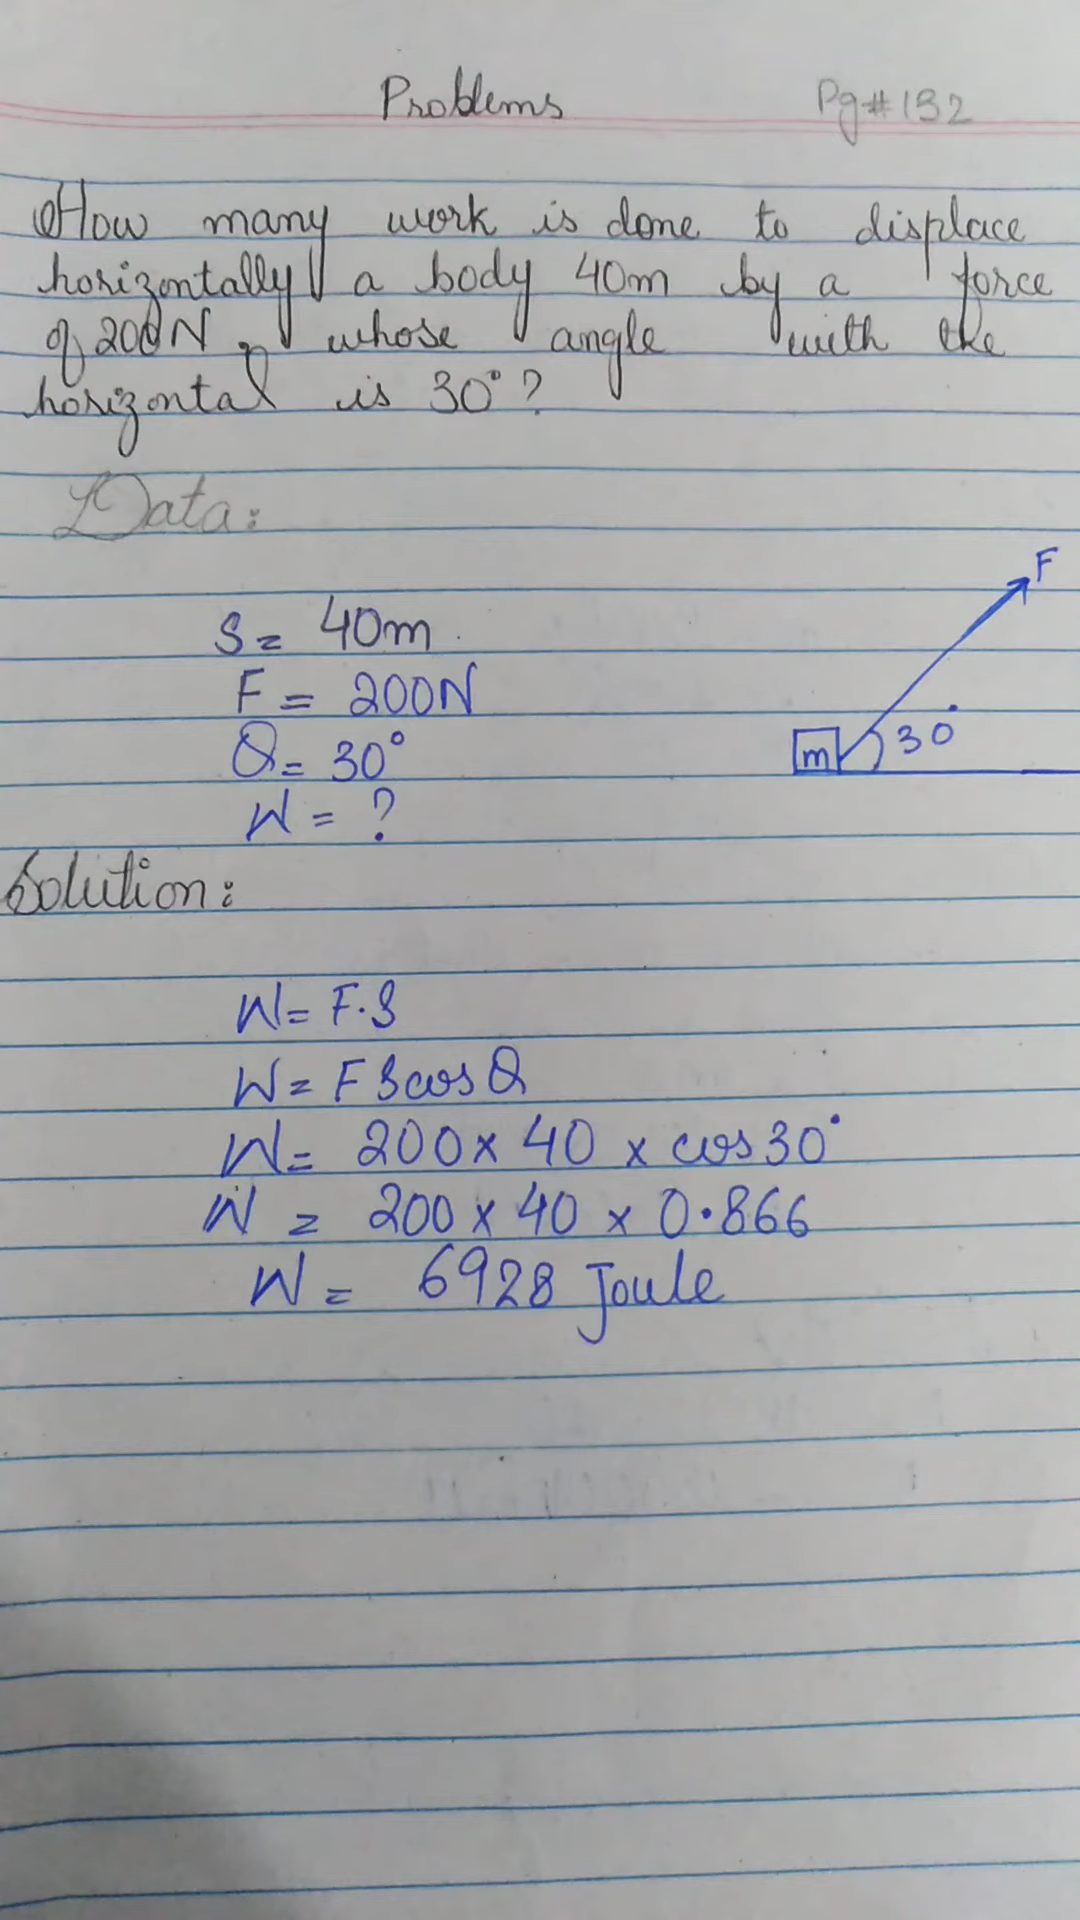 Problems Pg#132
① How many work is done to displace
horizontally a body 40m by a force
of 200N, whose angle with the
horizontal is 30°?
Data:
S = 40m
F = 200N
θ = 30°
W = ?
F
m 30°
Solution:
W = F.S
W = F S cos θ
W = 200 x 40 x cos 30°
W = 200 x 40 x 0.866
W = 6928 Joule